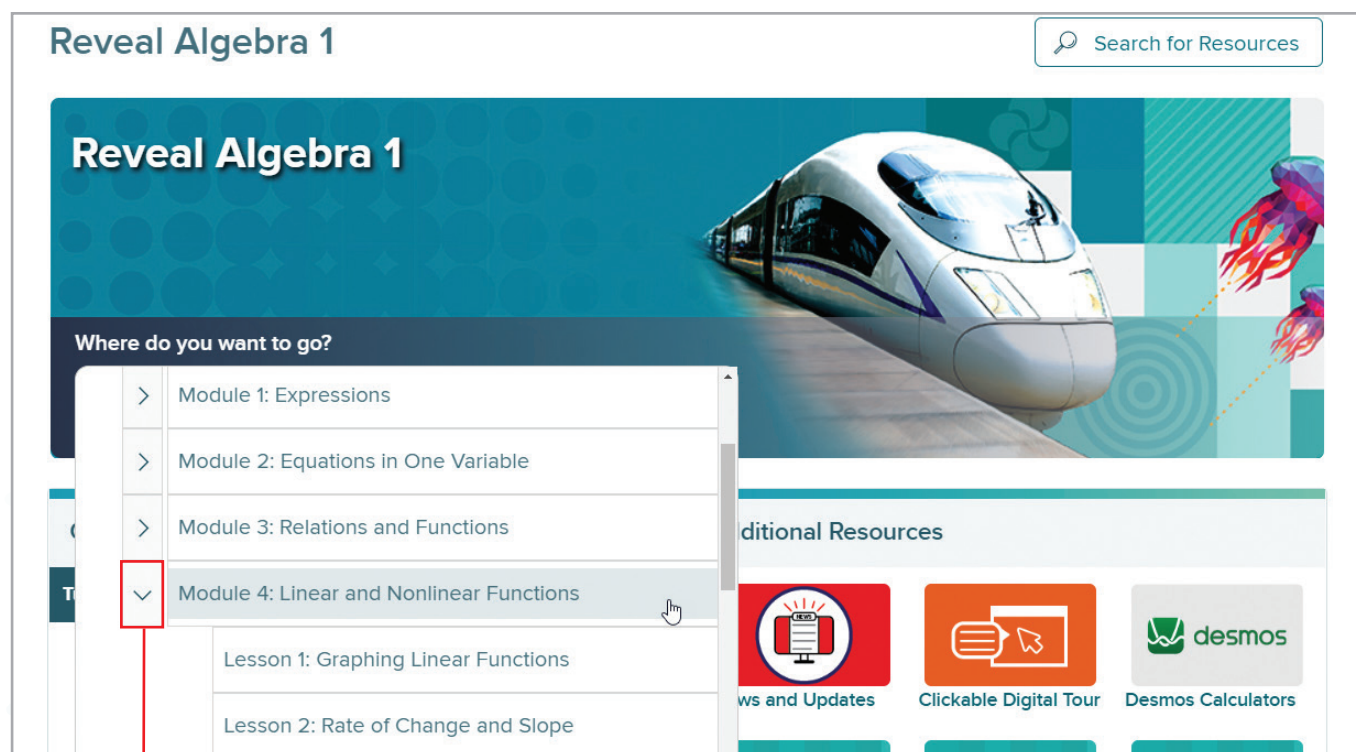 Reveal Algebra 1
Search for Resources
Reveal Algebra 1
Where do you want to go?
Module 1: Expressions
Module 2: Equations in One Variable
Module 3: Relations and Functions
Module 4: Linear and Nonlinear Functions
Lesson 1: Graphing Linear Functions
Lesson 2: Rate of Change and Slope
ditional Resources
NEWS
desmos
ws and Updates
Clickable Digital Tour
Desmos Calculators